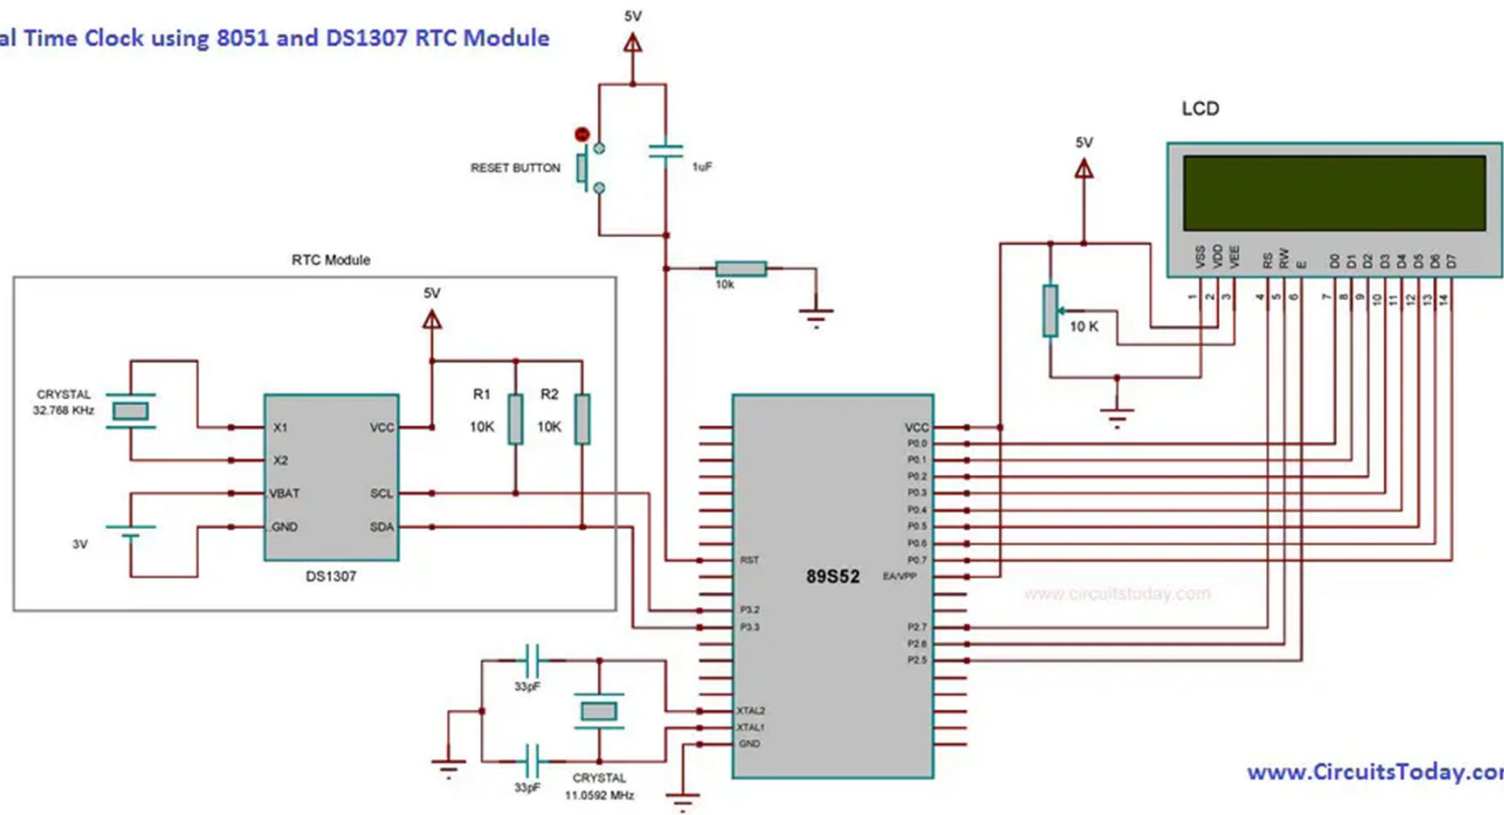 al Time Clock using 8051 and DS1307 RTC Module
5V
RESET BUTTON
1uF
10k
LCD
5V
10 K
VSS
VDD
VEE
RS
RW
E
D0
D1
D2
D3
D4
D5
D6
D7
1
2
3
4
5
6
7
8
9
10
11
12
13
14
RTC Module
5V
CRYSTAL
32.768 KHz
R1
10K
R2
10K
X1
X2
VBAT
GND
VCC
SCL
SDA
3V
DS1307
RST
P3.2
P3.3
XTAL2
XTAL1
GND
89S52
VCC
P0.0
P0.1
P0.2
P0.3
P0.4
P0.5
P0.6
P0.7
EA/VPP
P2.7
P2.6
P2.5
www.circuitstoday.com
33pF
33pF
CRYSTAL
11.0592 MHz
www.CircuitsToday.com